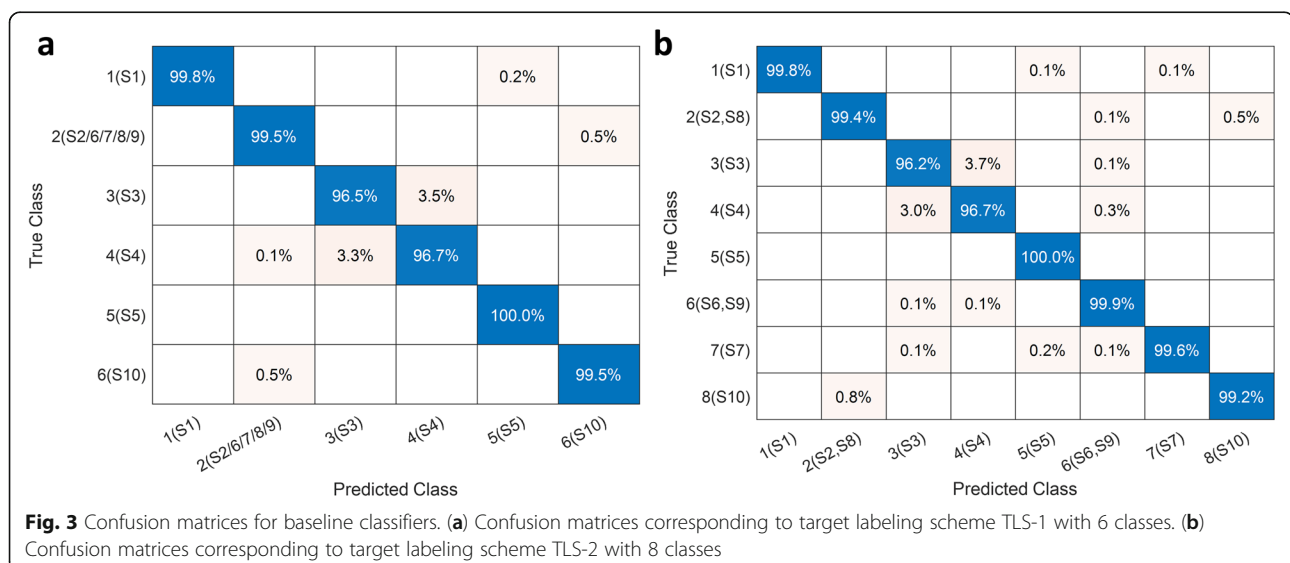 a
True Class
1(S1) 99.8% 0.2%
2(S2/6/7/8/9) 99.5% 0.5%
3(S3) 96.5% 3.5%
4(S4) 0.1% 3.3% 96.7%
5(S5) 100.0%
6(S10) 0.5% 99.5%
1(S1) 2(S2/6/7/8/9) 3(S3) 4(S4) 5(S5) 6(S10)
Predicted Class
b
True Class
1(S1) 99.8% 0.1% 0.1%
2(S2,S8) 99.4% 0.1% 0.5%
3(S3) 96.2% 3.7% 0.1%
4(S4) 3.0% 96.7% 0.3%
5(S5) 100.0%
6(S6,S9) 0.1% 0.1% 99.9%
7(S7) 0.1% 0.2% 0.1% 99.6%
8(S10) 0.8% 99.2%
1(S1) 2(S2,S8) 3(S3) 4(S4) 5(S5) 6(S6,S9) 7(S7) 8(S10)
Predicted Class
Fig. 3 Confusion matrices for baseline classifiers. (a) Confusion matrices corresponding to target labeling scheme TLS-1 with 6 classes. (b)
Confusion matrices corresponding to target labeling scheme TLS-2 with 8 classes